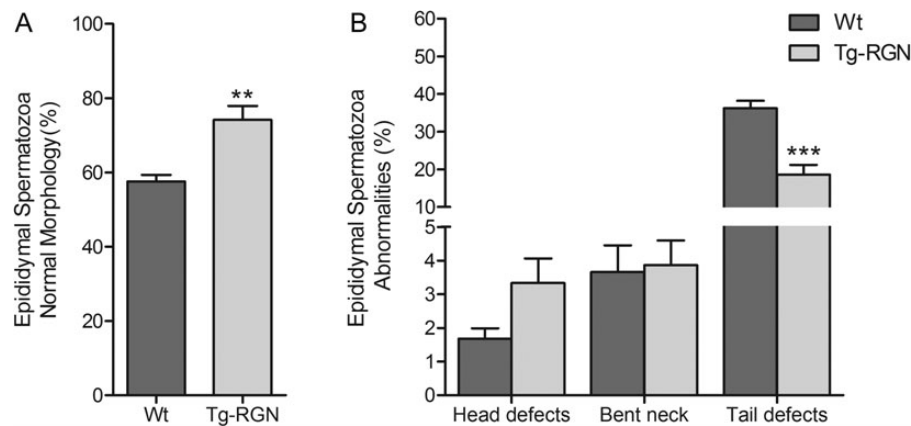 A
Epididymal Spermatozoa
Normal Morphology (%)
100
80
60
40
20
0
**
Wt
Tg-RGN
B
Epididymal Spermatozoa
Abnormalities (%)
60
50
40
30
20
10
5
4
3
2
1
0
***
Wt
Tg-RGN
Head defects
Bent neck
Tail defects